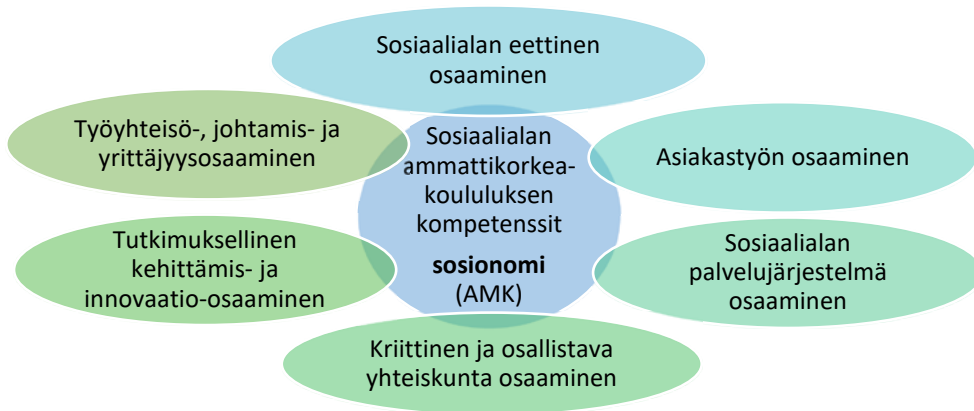 Sosiaalialan eettinen
osaaminen
Työyhteisö-, johtamis- ja
yrittäjyysosaaminen
Sosiaalialan
ammattikorkea-
koululuksen
kompetenssit
sosionomi
(AMK)
Asiakastyön osaaminen
Tutkimuksellinen
kehittämis- ja
innovaatio-osaaminen
Sosiaalialan
palvelujärjestelmä
osaaminen
Kriittinen ja osallistava
yhteiskunta osaaminen